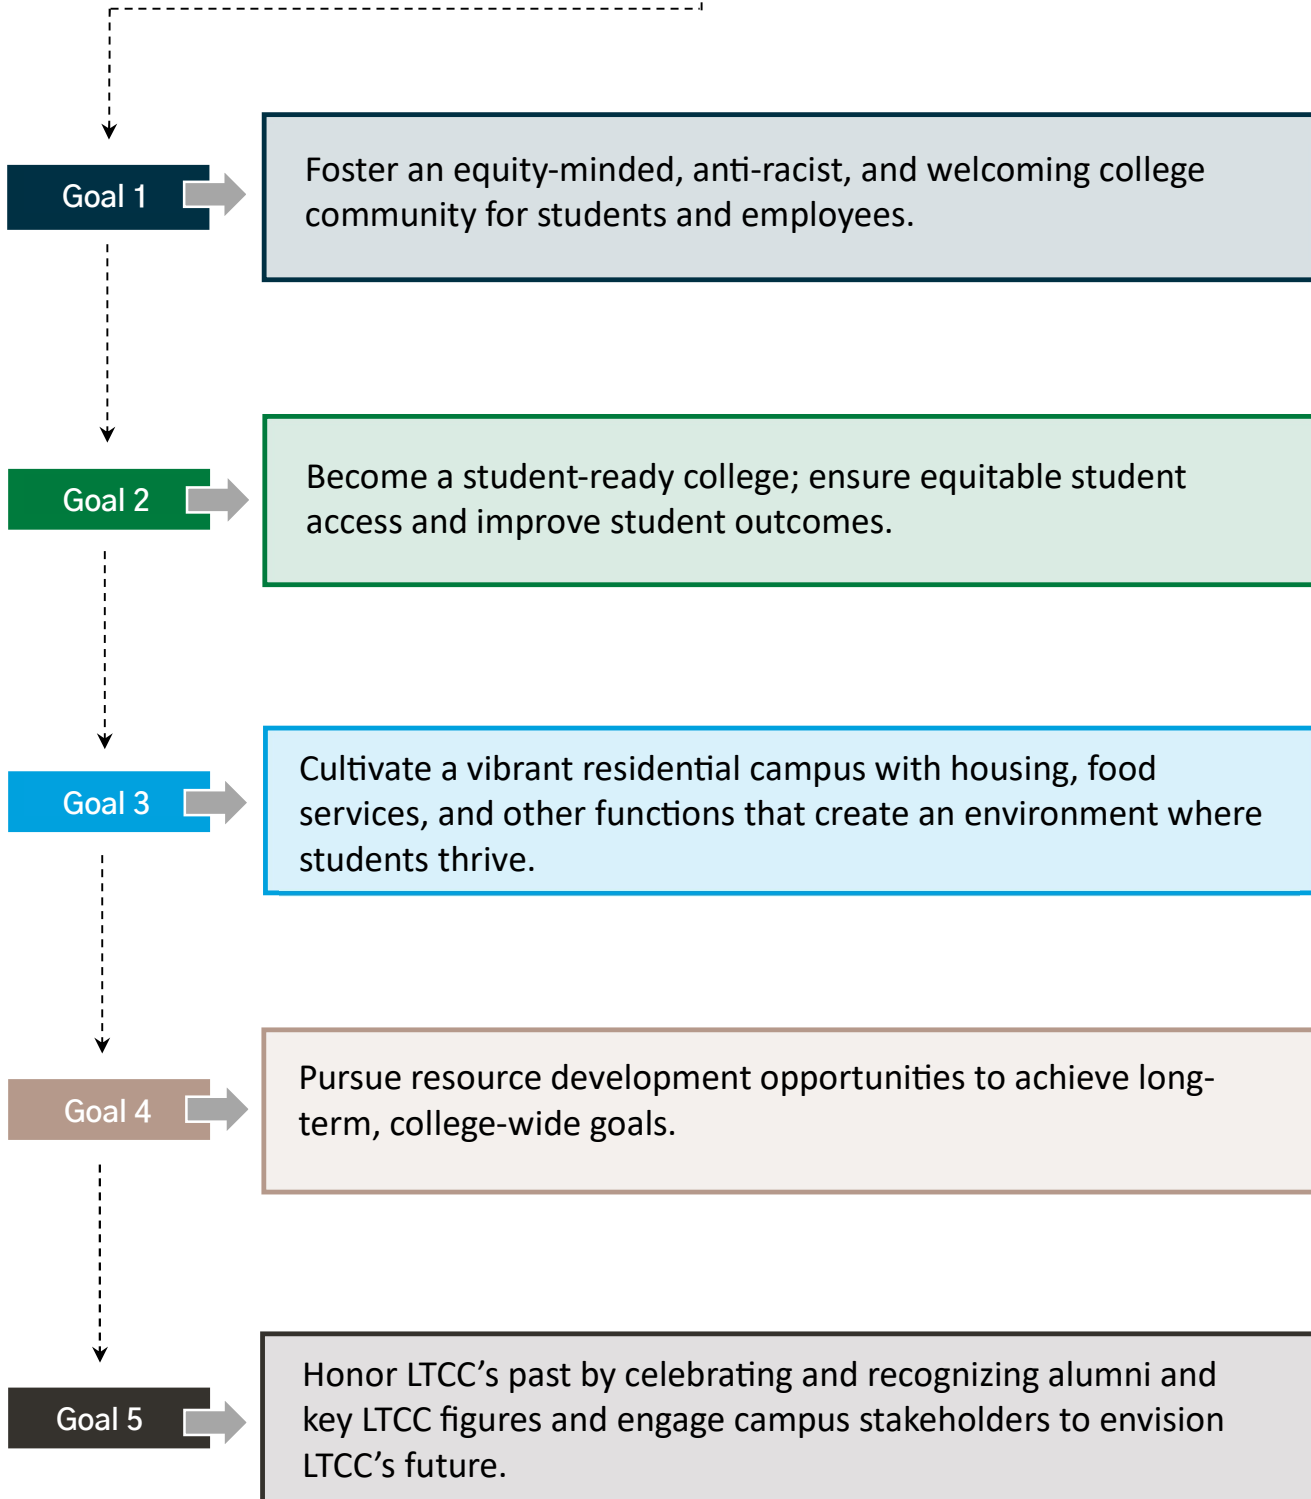 Goal 1
Foster an equity-minded, anti-racist, and welcoming college
community for students and employees.
Goal 2
Become a student-ready college; ensure equitable student
access and improve student outcomes.
Goal 3
Cultivate a vibrant residential campus with housing, food
services, and other functions that create an environment where
students thrive.
Goal 4
Pursue resource development opportunities to achieve long-
term, college-wide goals.
Goal 5
Honor LTCC’s past by celebrating and recognizing alumni and
key LTCC figures and engage campus stakeholders to envision
LTCC’s future.